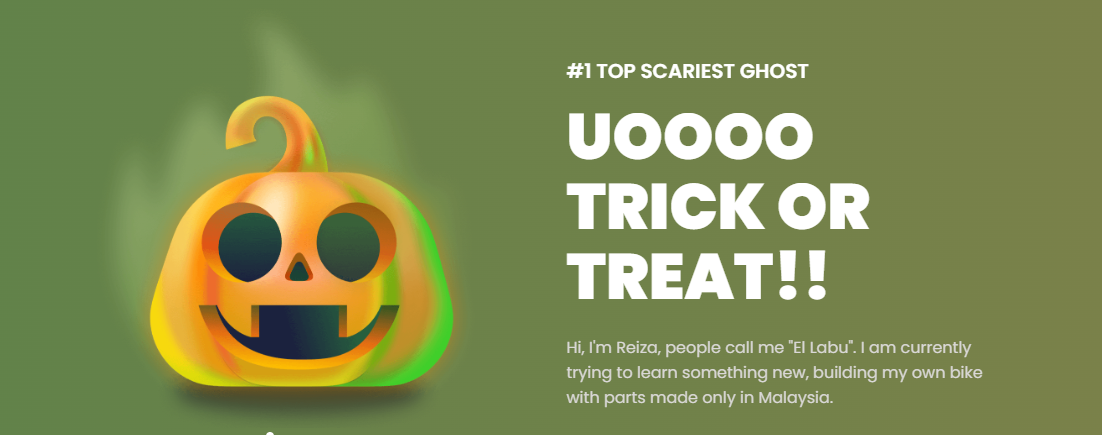 #1 TOP SCARIEST GHOST
UOOOO
TRICK OR
TREAT!!
Hi, I'm Reiza, people call me "El Labu". I am currently
trying to learn something new, building my own bike
with parts made only in Malaysia.